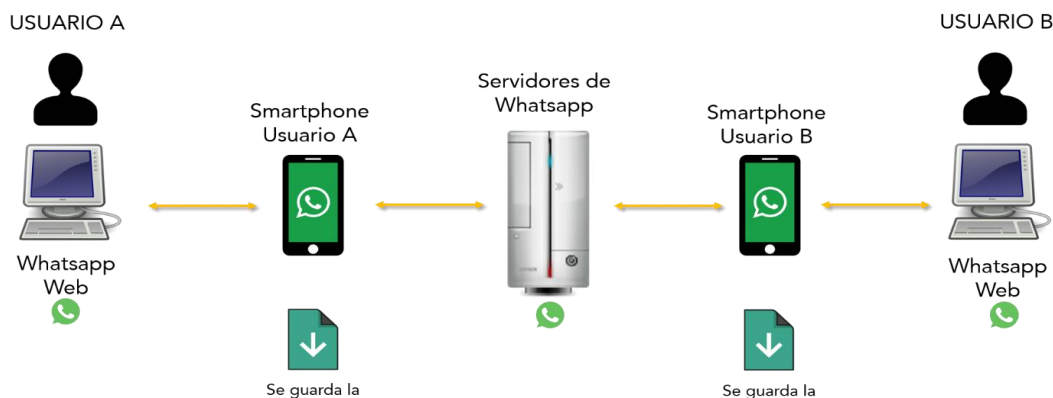 USUARIO A
USUARIO B
Servidores de
Whatsapp
Smartphone
Usuario A
Smartphone
Usuario B
Whatsapp
Web
Whatsapp
Web
Se guarda la
Se guarda la